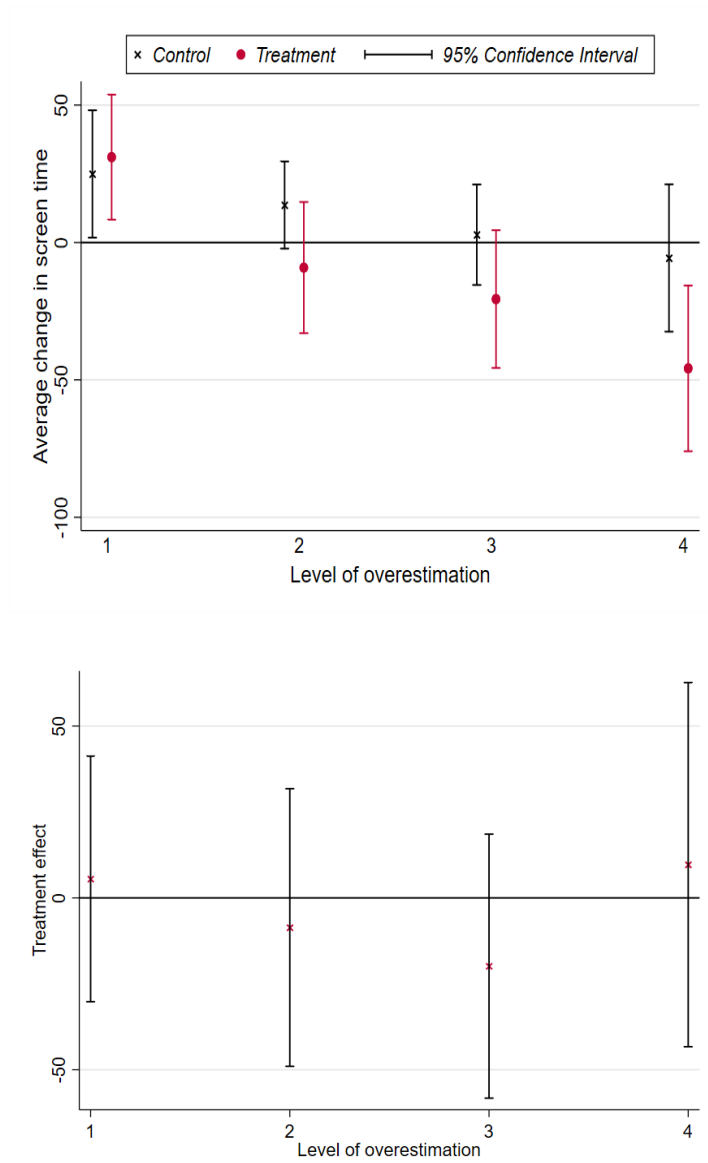 Control Treatment 95% Confidence Interval
Average change in screen time
50
0
-50
-100
1 2 3 4
Level of overestimation
Treatment effect
50
0
-50
1 2 3 4
Level of overestimation